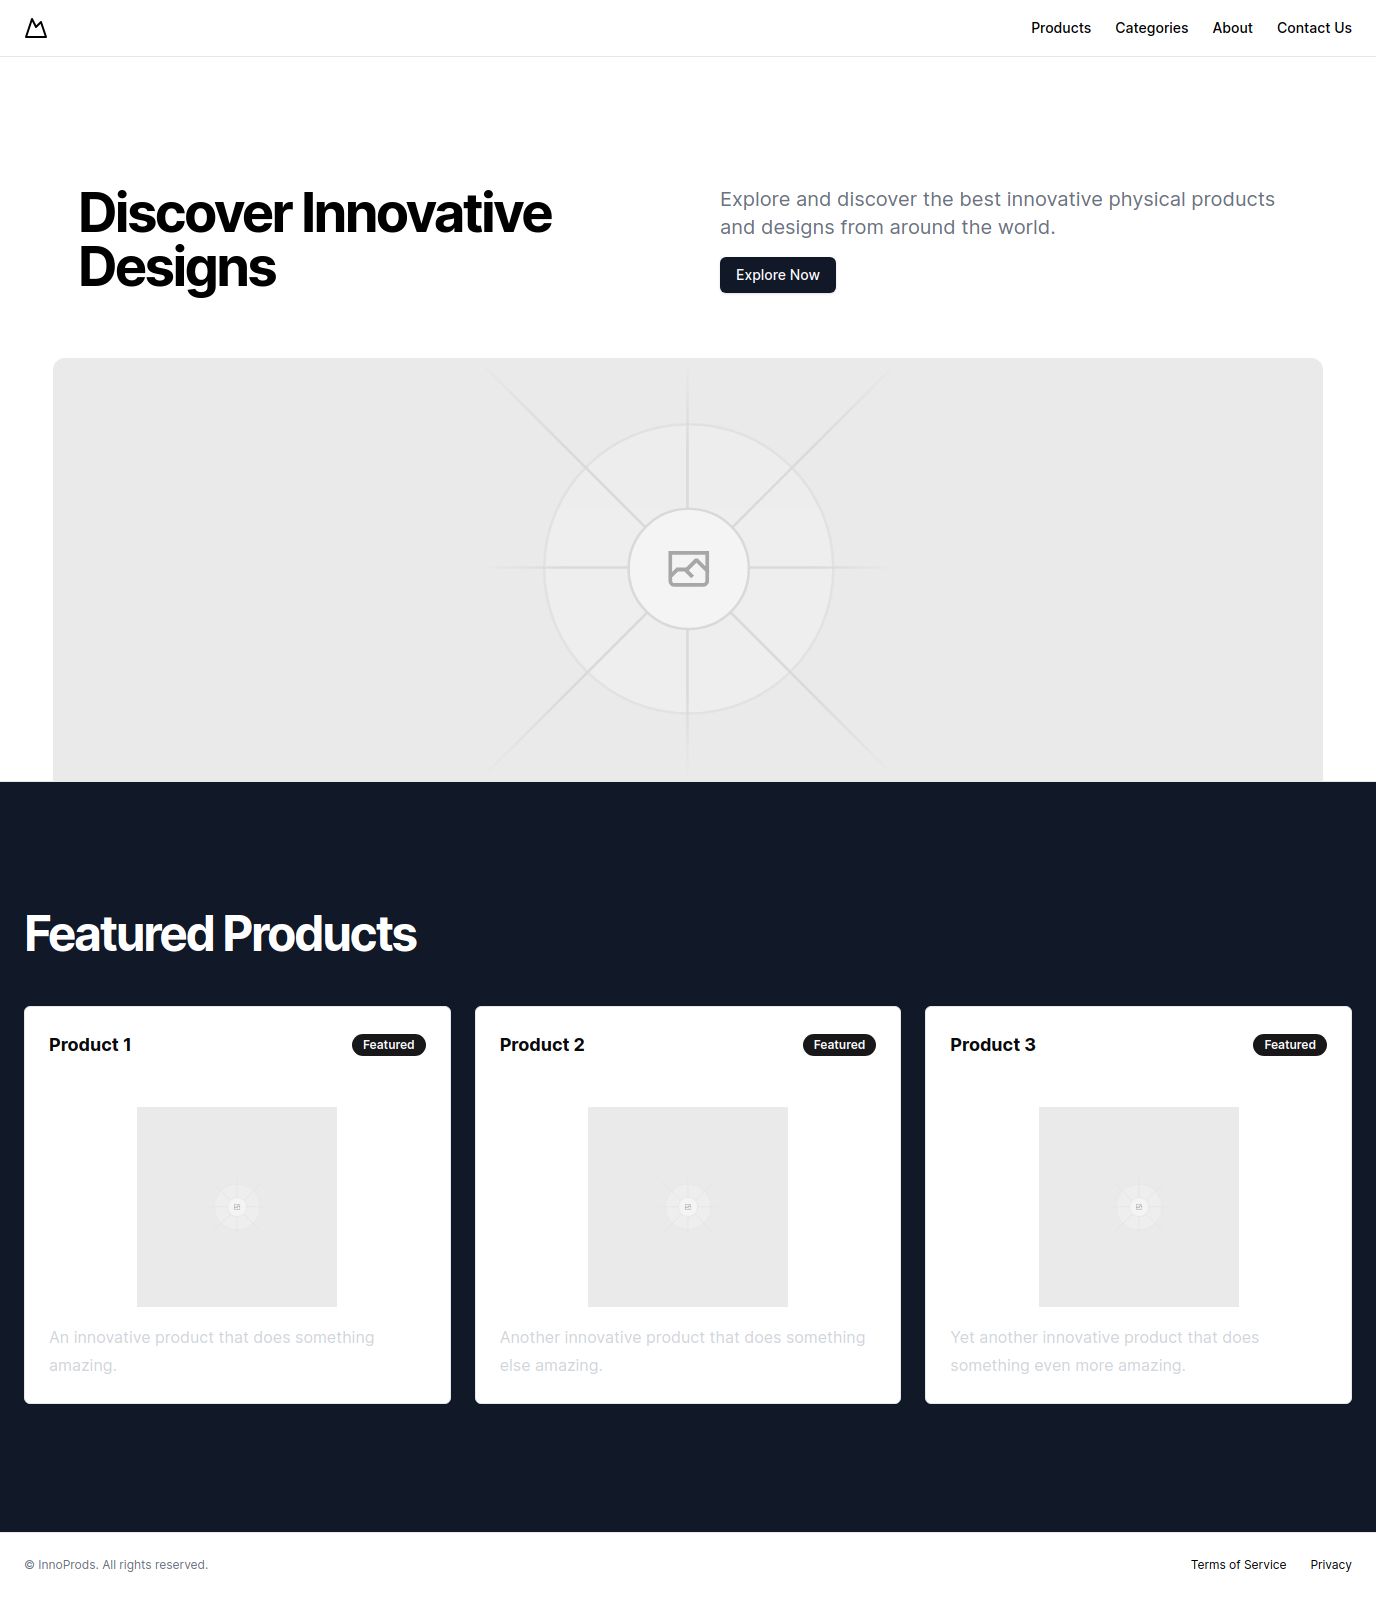 Products Categories About Contact Us
Discover Innovative
Designs
Explore and discover the best innovative physical products
and designs from around the world.
Explore Now
Featured Products
Product 1 Featured
An innovative product that does something
amazing.
Product 2 Featured
Another innovative product that does something
else amazing.
Product 3 Featured
Yet another innovative product that does
something even more amazing.
© InnoProds. All rights reserved.
Terms of Service Privacy